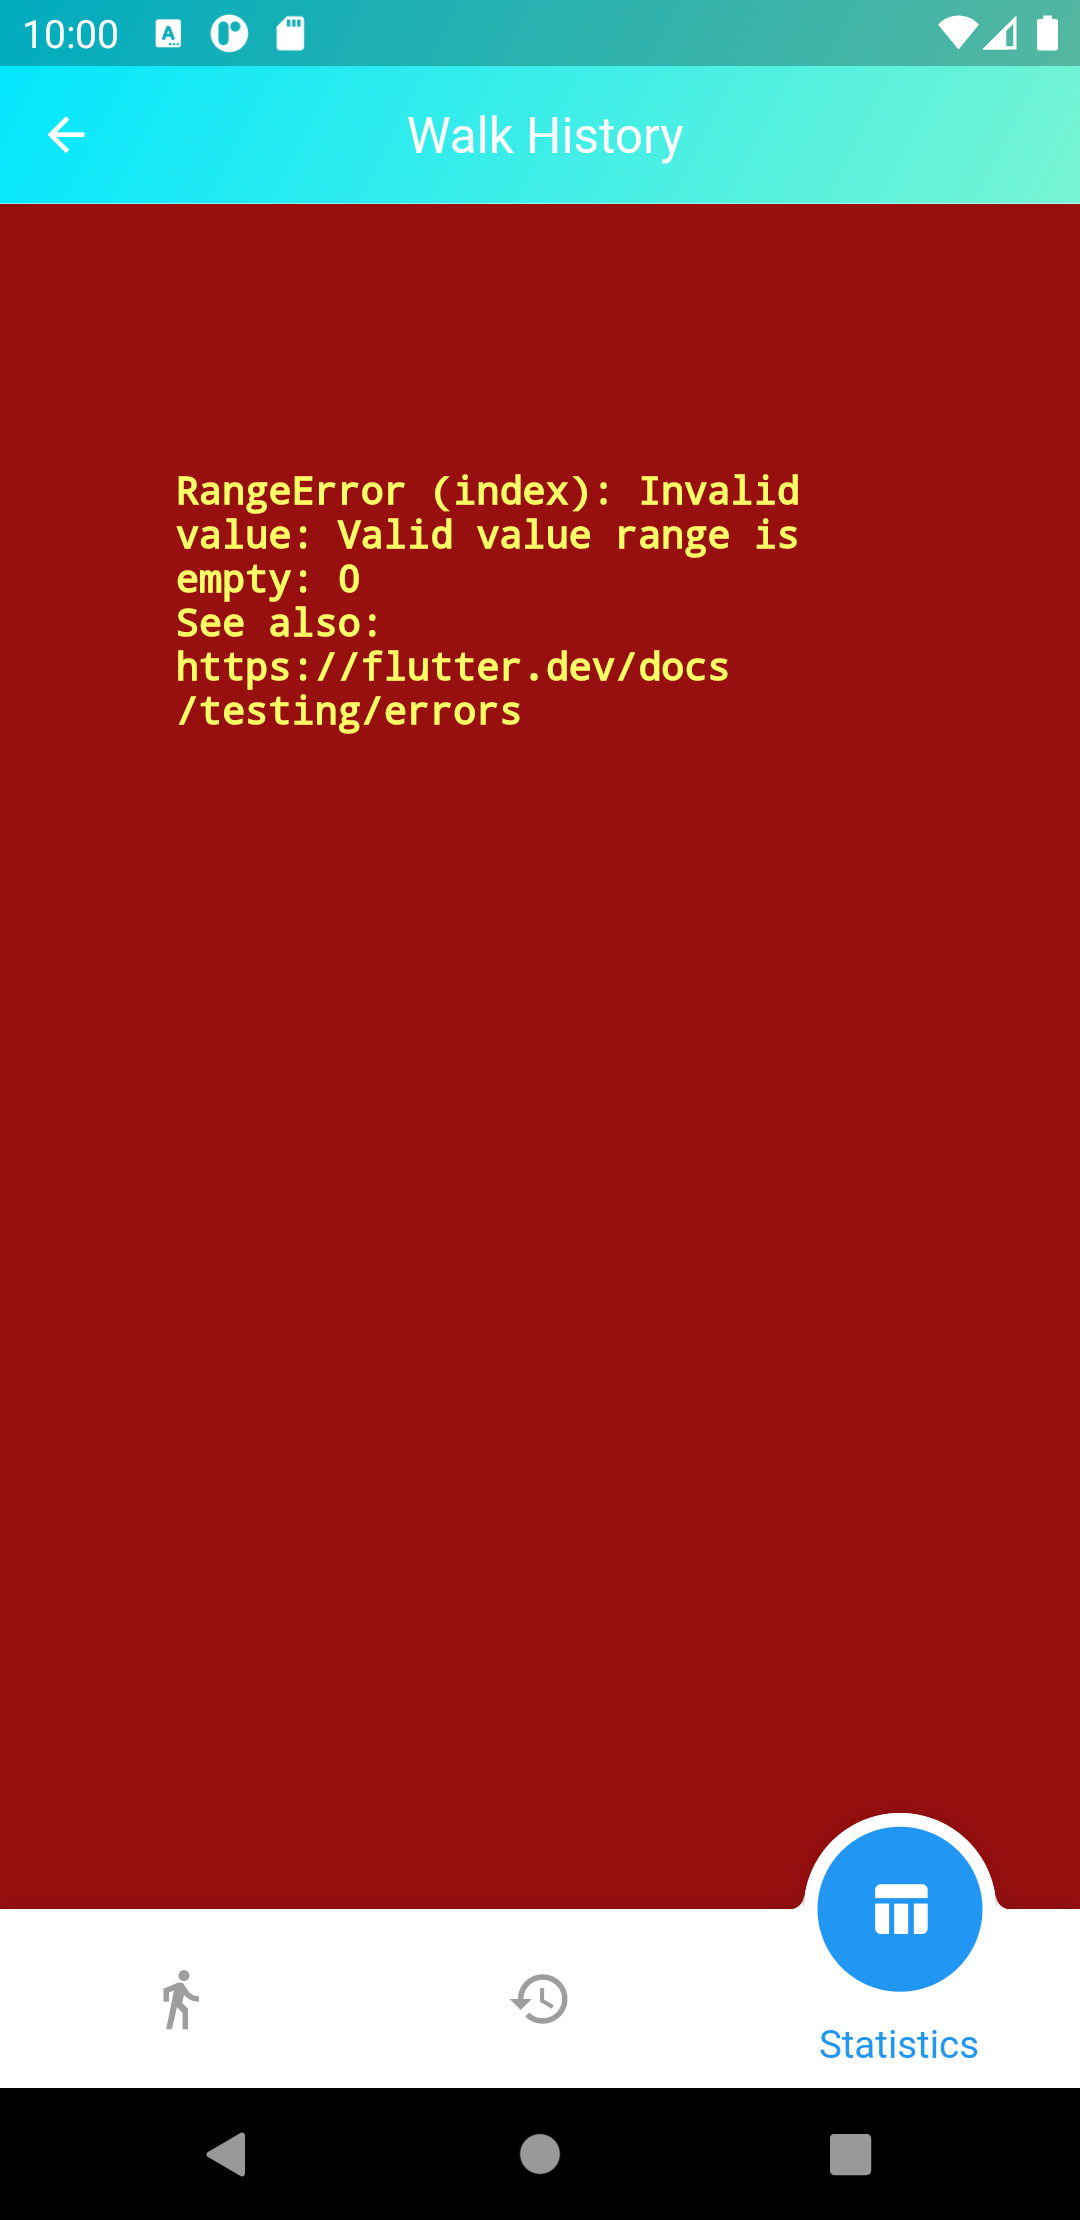 10:00
Walk History
RangeError (index): Invalid
value: Valid value range is
empty: 0
See also:
https://flutter.dev/docs
/testing/errors
Statistics